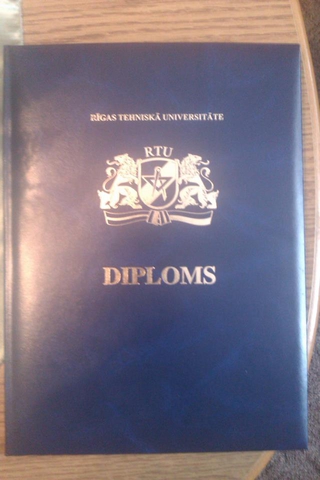 RĪGAS TEHNISKĀ UNIVERSITĀTE
RTU
DIPLOMS